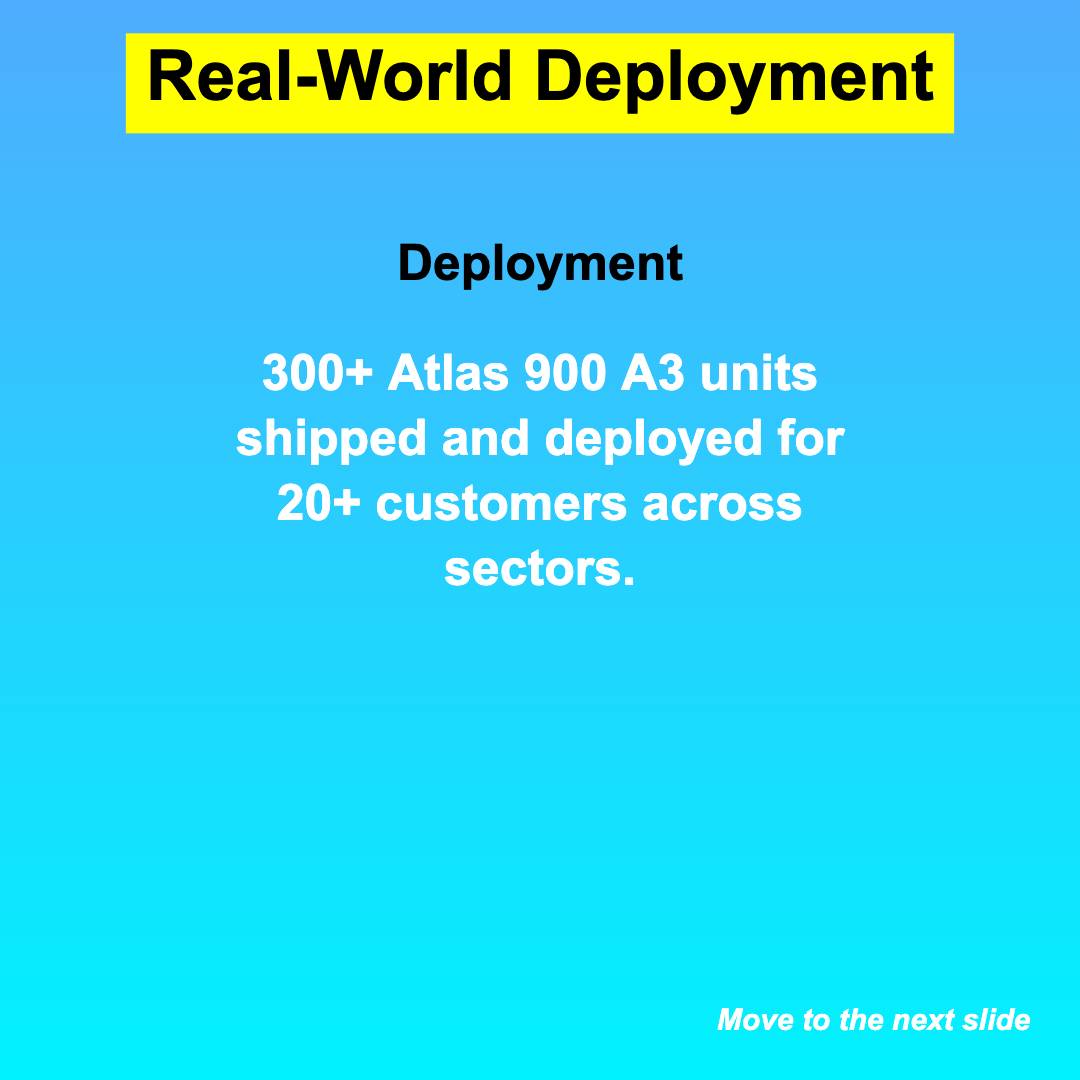 Real-World Deployment
Deployment
300+ Atlas 900 A3 units
shipped and deployed for
20+ customers across
sectors.
Move to the next slide